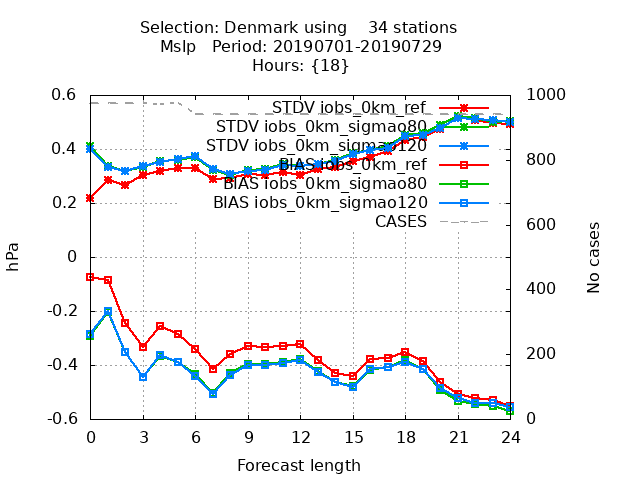 Selection: Denmark using    34 stations
Mslp   Period: 20190701-20190729
Hours: {18}
0.6
0.4
0.2
0
-0.2
-0.4
-0.6
hPa
1000
800
600
400
200
0
No cases
STDV iobs_0km_ref
STDV iobs_0km_sigmao80
STDV iobs_0km_sigmao120
BIAS iobs_0km_ref
BIAS iobs_0km_sigmao80
BIAS iobs_0km_sigmao120
CASES
0 3 6 9 12 15 18 21 24
Forecast length